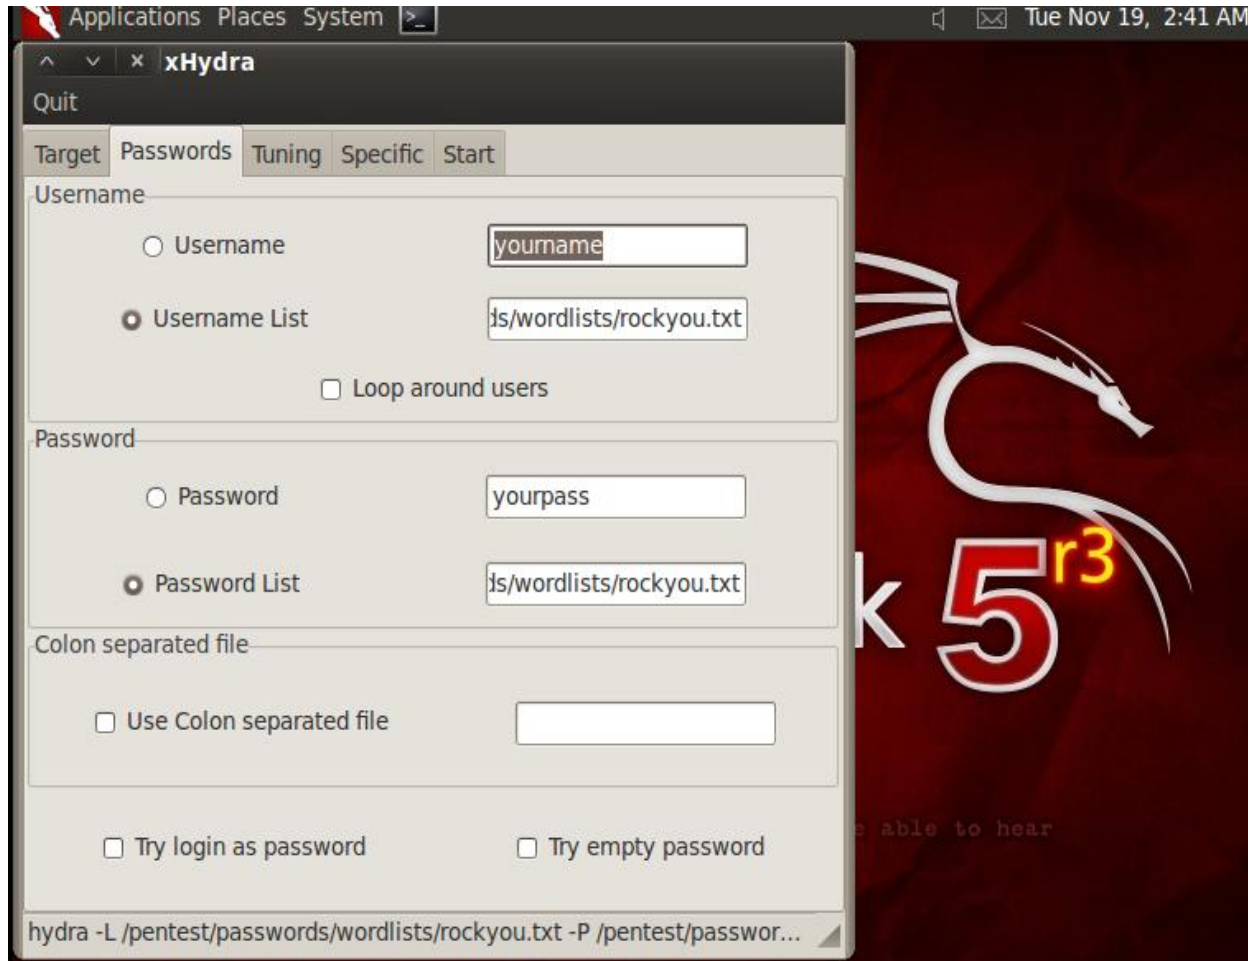 Applications Places System >_ Tue Nov 19, 2:41 AM
xHydra
Quit
Target Passwords Tuning Specific Start
Username
Username yourname
Username List ds/wordlists/rockyou.txt
Loop around users
Password
Password yourpass
Password List ds/wordlists/rockyou.txt
k 5 r3
Colon separated file
Use Colon separated file
e able to hear
Try login as password Try empty password
hydra -L /pentest/passwords/wordlists/rockyou.txt -P /pentest/passwor...